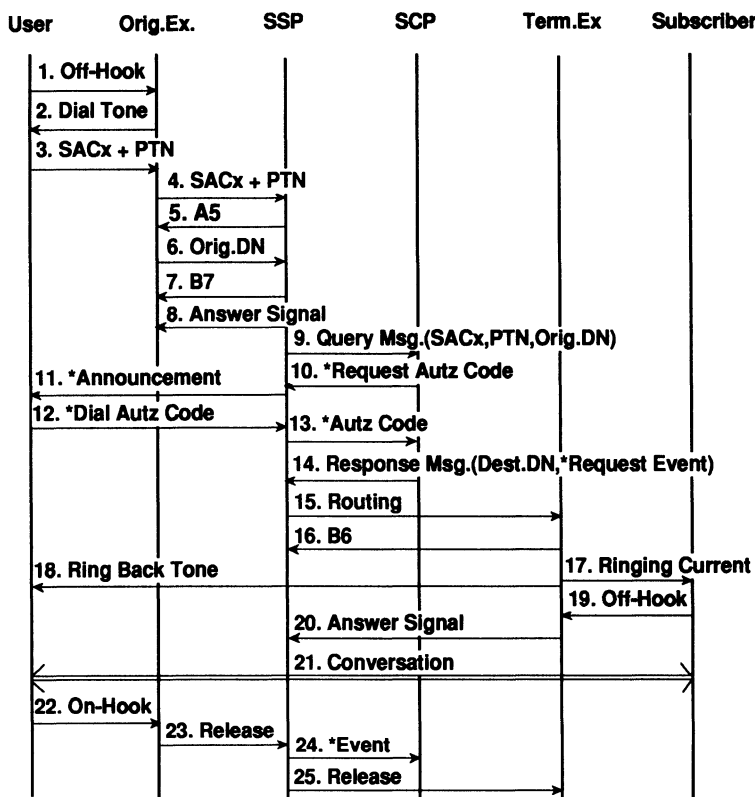 User Orig.Ex. SSP SCP Term.Ex Subscriber
1. Off-Hook
2. Dial Tone
3. SACx + PTN
4. SACx + PTN
5. A5
6. Orig.DN
7. B7
8. Answer Signal
9. Query Msg.(SACx,PTN,Orig.DN)
10. *Request Autz Code
11. *Announcement
12. *Dial Autz Code
13. *Autz Code
14. Response Msg.(Dest.DN,*Request Event)
15. Routing
16. B6
17. Ringing Current
18. Ring Back Tone
19. Off-Hook
20. Answer Signal
21. Conversation
22. On-Hook
23. Release
24. *Event
25. Release